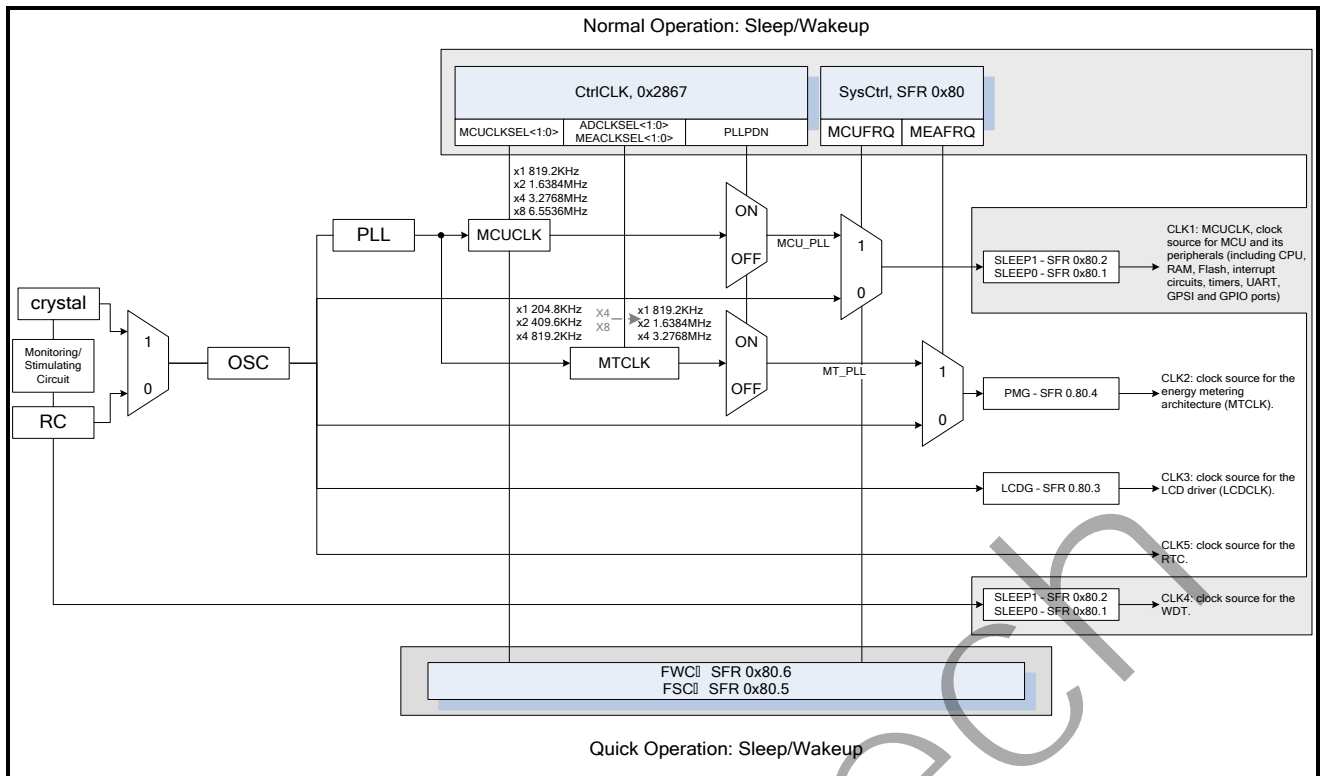 Normal Operation: Sleep/Wakeup
CtrlCLK, 0x2867
SysCtrl, SFR 0x80
MCUCLKSEL<1:0>
ADCLKSEL<1:0>
MEACLKSEL<1:0>
PLLPDN
MCUFRQ
MEAFRQ
x1 819.2KHz
x2 1.6384MHz
x4 3.2768MHz
x8 6.5536MHz
PLL
MCUCLK
ON
OFF
MCU_PLL
1
0
SLEEP1 - SFR 0x80.2
SLEEP0 - SFR 0x80.1
CLK1: MCUCLK, clock
source for MCU and its
peripherals (including CPU,
RAM, Flash, interrupt
circuits, timers, UART,
GPSI and GPIO ports)
crystal
Monitoring/
Stimulating
Circuit
RC
1
0
OSC
x1 204.8KHz
x2 409.6KHz
x4 819.2KHz
X4
X8
x1 819.2KHz
x2 1.6384MHz
x4 3.2768MHz
MTCLK
ON
OFF
MT_PLL
1
0
PMG - SFR 0.80.4
CLK2: clock source for the
energy metering
architecture (MTCLK).
LCDG - SFR 0.80.3
CLK3: clock source for the
LCD driver (LCDCLK).
CLK5: clock source for the
RTC.
SLEEP1 - SFR 0x80.2
SLEEP0 - SFR 0x80.1
CLK4: clock source for the
WDT.
FWC SFR 0x80.6
FSC SFR 0x80.5
Quick Operation: Sleep/Wakeup
ech